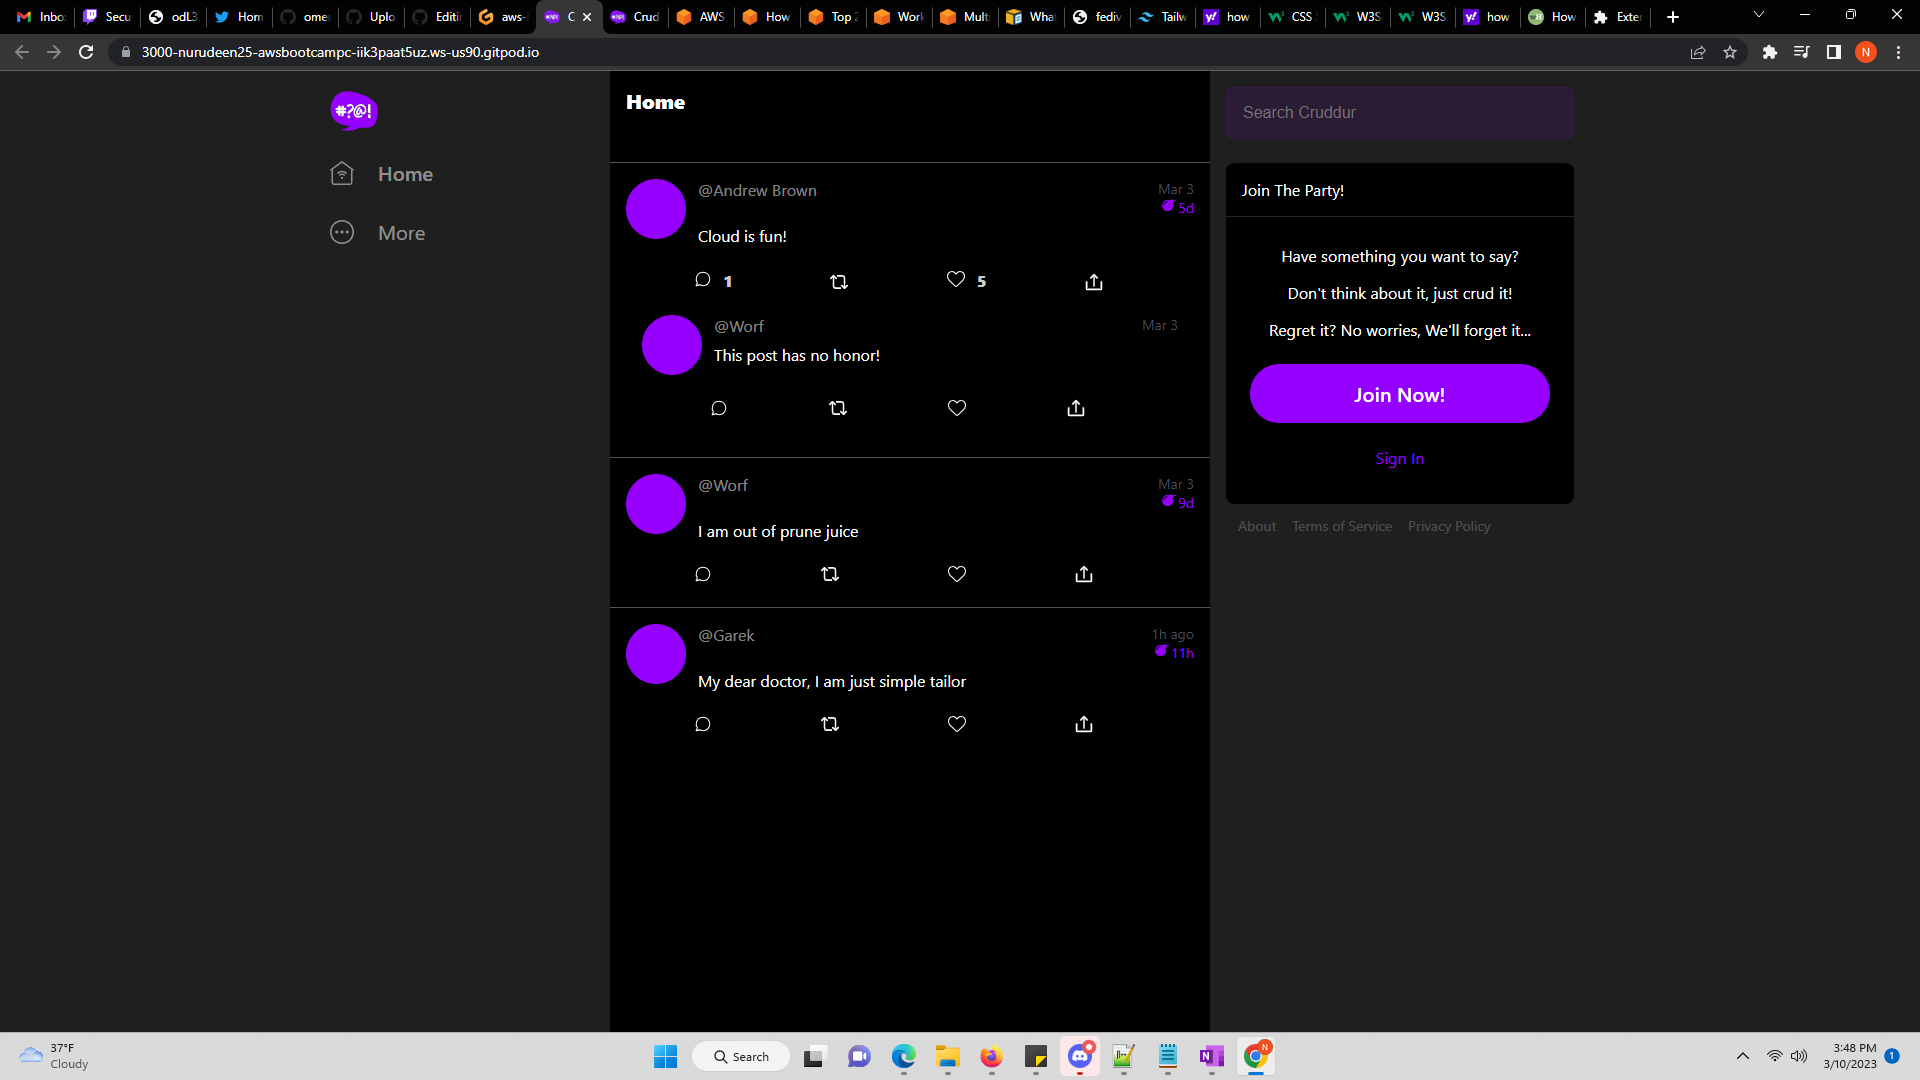 Inbo
Secu
odL3
Hom
ome
Uplo
Editi
aws-
C
Crud
AWS
How
Top 2
Work
Multi
Wha
fediv
Tailw
how
CSS
W3S
W3S
how
How
Exter
3000-nurudeen25-awsbootcampc-iik3paat5uz.ws-us90.gitpod.io
N
#?@!
Home
More
Home
@Andrew Brown
Mar 3
5d
Cloud is fun!
1
5
@Worf
Mar 3
This post has no honor!
@Worf
Mar 3
9d
I am out of prune juice
@Garek
1h ago
11h
My dear doctor, I am just simple tailor
Search Cruddur
Join The Party!
Have something you want to say?
Don't think about it, just crud it!
Regret it? No worries, We'll forget it...
Join Now!
Sign In
About Terms of Service Privacy Policy
37°F
Cloudy
Search
3:48 PM
3/10/2023
1